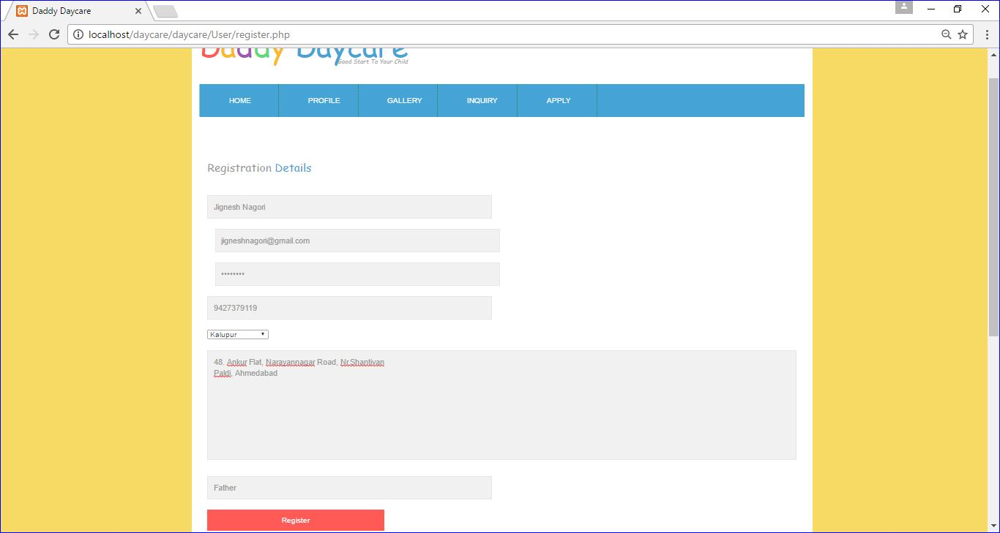 Daddy Daycare
localhost/daycare/daycare/User/register.php
Daddy Daycare
Good Start To Your Child
HOME PROFILE GALLERY INQUIRY APPLY
Registration Details
Jignesh Nagori
jigneshnagori@gmail.com
••••••••
9427379119
Kalupur
48. Ankur Flat, Narayannagar Road, Nr.Shantivan
Paldi, Ahmedabad
Father
Register